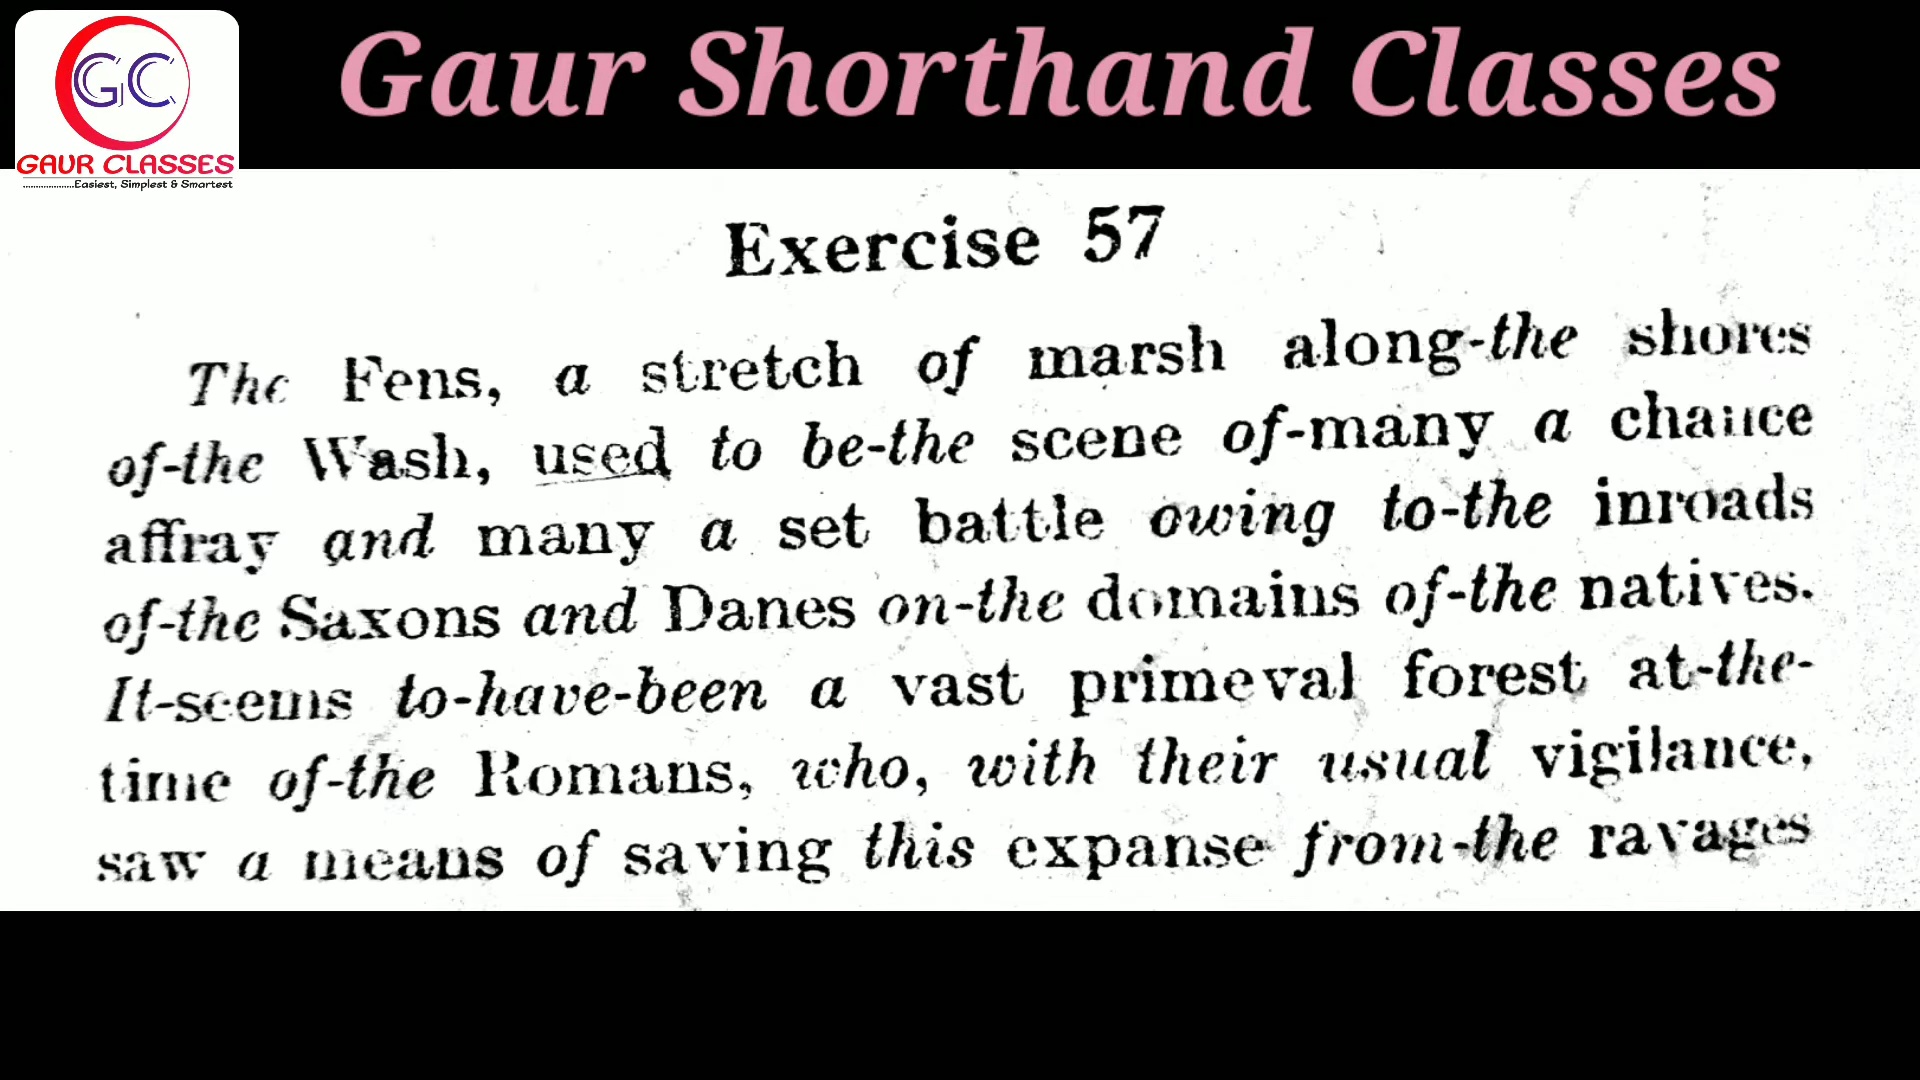 GC
Gaur Shorthand Classes
GAUR CLASSES
....................Easiest, Simplest & Smartest
Exercise 57
The Fens, a stretch of marsh along-the shores
of-the Wash, used to be-the scene of-many a chance
affray and many a set battle owing to-the inroads
of-the Saxons and Danes on-the domains of-the natives.
It-seems to-have-been a vast primeval forest at-the-
time of-the Romans, who, with their usual vigilance,
saw a means of saving this expanse from-the ravages